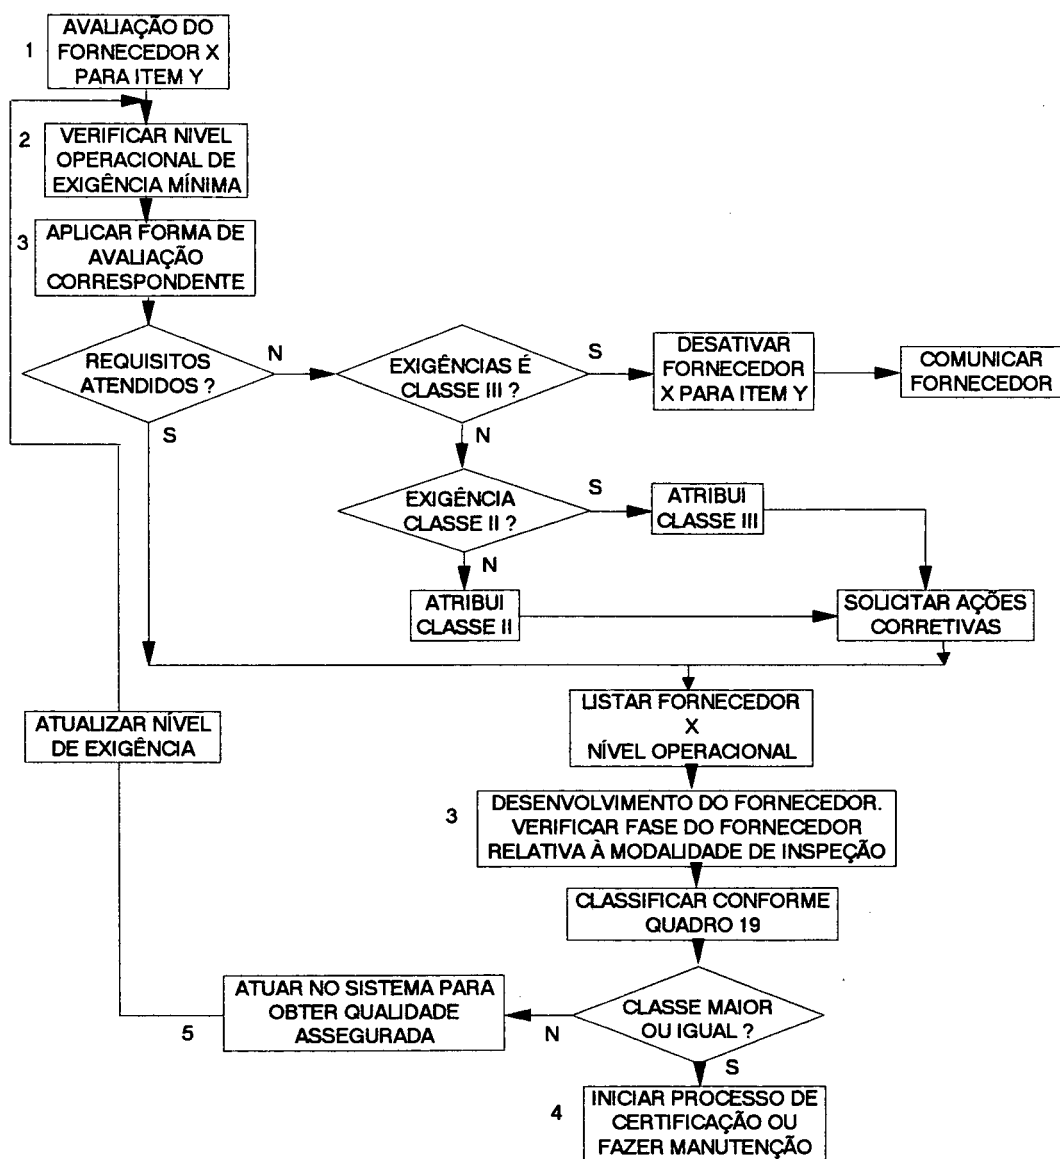 1
AVALIAÇÃO DO
FORNECEDOR X
PARA ITEM Y
2
VERIFICAR NIVEL
OPERACIONAL DE
EXIGÊNCIA MÍNIMA
3
APLICAR FORMA DE
AVALIAÇÃO
CORRESPONDENTE
REQUISITOS
ATENDIDOS ?
N
S
EXIGÊNCIAS É
CLASSE III ?
S
N
DESATIVAR
FORNECEDOR
X PARA ITEM Y
COMUNICAR
FORNECEDOR
EXIGÊNCIA
CLASSE II ?
S
N
ATRIBUI
CLASSE III
ATRIBUI
CLASSE II
SOLICITAR AÇÕES
CORRETIVAS
ATUALIZAR NÍVEL
DE EXIGÊNCIA
LISTAR FORNECEDOR
X
NÍVEL OPERACIONAL
3
DESENVOLVIMENTO DO FORNECEDOR.
VERIFICAR FASE DO FORNECEDOR
RELATIVA À MODALIDADE DE INSPEÇÃO
CLASSIFICAR CONFORME
QUADRO 19
CLASSE MAIOR
OU IGUAL ?
N
S
5
ATUAR NO SISTEMA PARA
OBTER QUALIDADE
ASSEGURADA
4
INICIAR PROCESSO DE
CERTIFICAÇÃO OU
FAZER MANUTENÇÃO